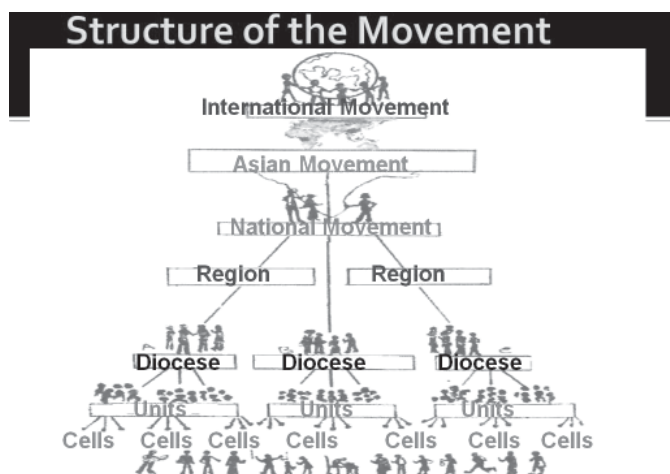 Structure of the Movement
International Movement
Asian Movement
National Movement
Region Region
Diocese Diocese Diocese
Units Units Units
Cells Cells Cells Cells Cells Cells Cells